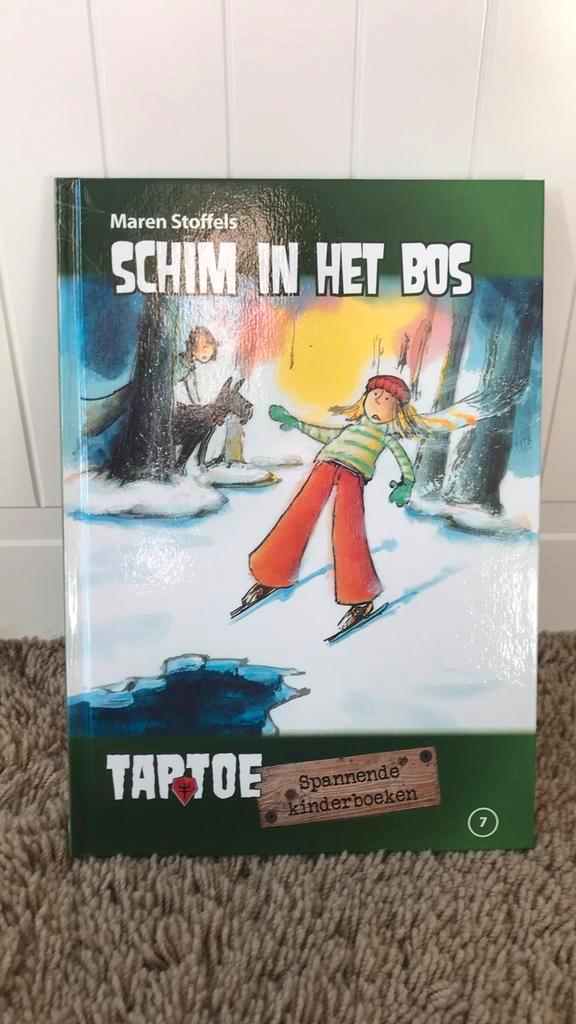 Maren Stoffels
SCHIM IN HET BOS
TAPTOE
Spannende
kinderboeken
7